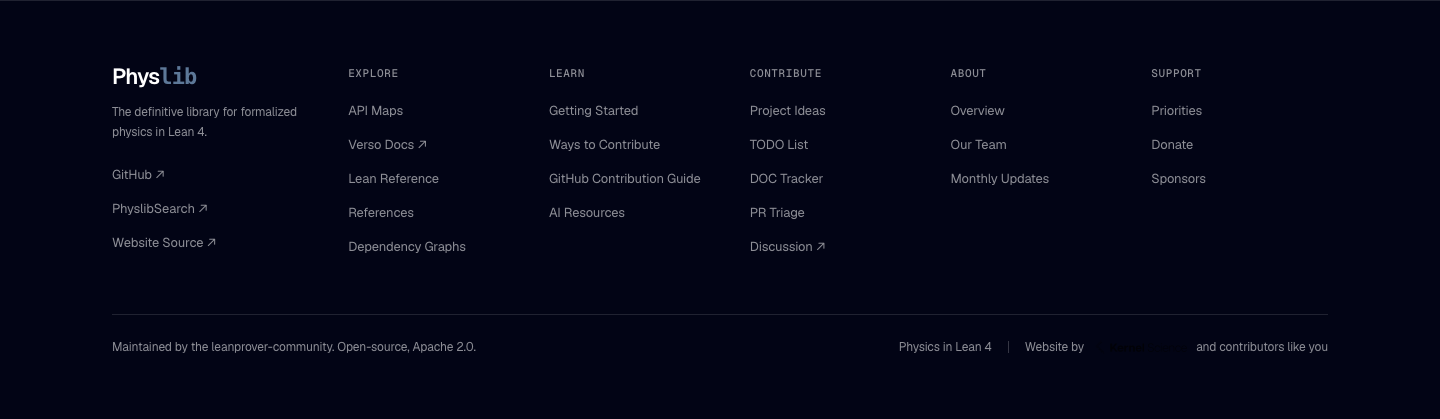 Physlib
The definitive library for formalized
physics in Lean 4.
GitHub ↗
PhyslibSearch ↗
Website Source ↗
EXPLORE
API Maps
Verso Docs ↗
Lean Reference
References
Dependency Graphs
LEARN
Getting Started
Ways to Contribute
GitHub Contribution Guide
AI Resources
CONTRIBUTE
Project Ideas
TODO List
DOC Tracker
PR Triage
Discussion ↗
ABOUT
Overview
Our Team
Monthly Updates
SUPPORT
Priorities
Donate
Sponsors
Maintained by the leanprover-community. Open-source, Apache 2.0.
Physics in Lean 4 | Website by and contributors like you